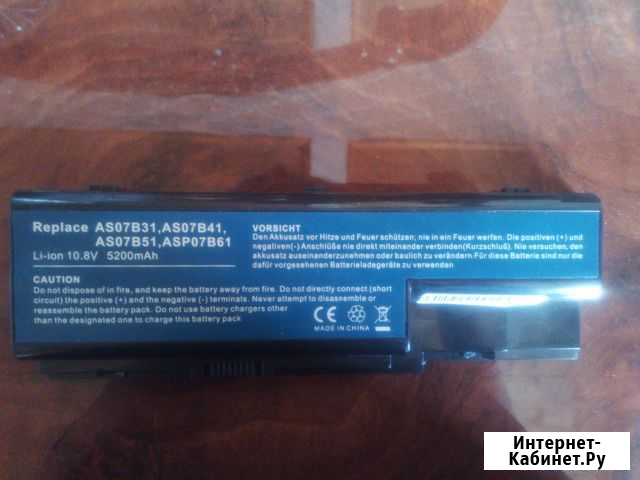 Replace AS07B31,AS07B41,
AS07B51,ASP07B61
Li-ion 10.8V 5200mAh
CAUTION
Do not dispose of in fire, and keep the battery away from
fire or heat. Do not directly connect (short
circuit) the positive (+) and the negative (-) terminals. Never attempt to disassemble or
reassemble the battery pack. Do not use battery chargers other
than the designated one to charge this battery pack
VORSICHT
Den Akkusatz vor Hitze und Feuer schützen; nie in ein Feuer werfen. Die positiven (+) und
negativen(-) Anschlüsse nicht direkt miteinander verbinden(Kurzschluß). Nie versuchen, den
akkusatz auseinanderzunehmen oder baulich zu verändern. Für diese Batterie nur die
dafür vorgesehenen Batterieladegeräte zu verwenden
CE
MADE IN CHINA
Интернет-
Кабинет.Ру